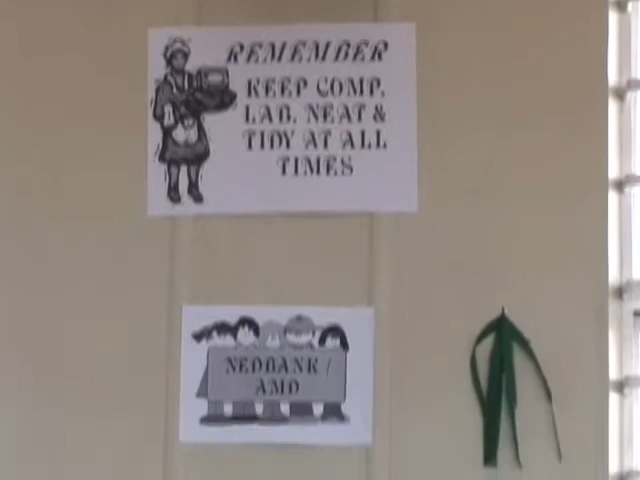 REMEMBER
KEEP COMP.
LAB. NEAT &
TIDY AT ALL
TIMES
NEDBANK /
AMD